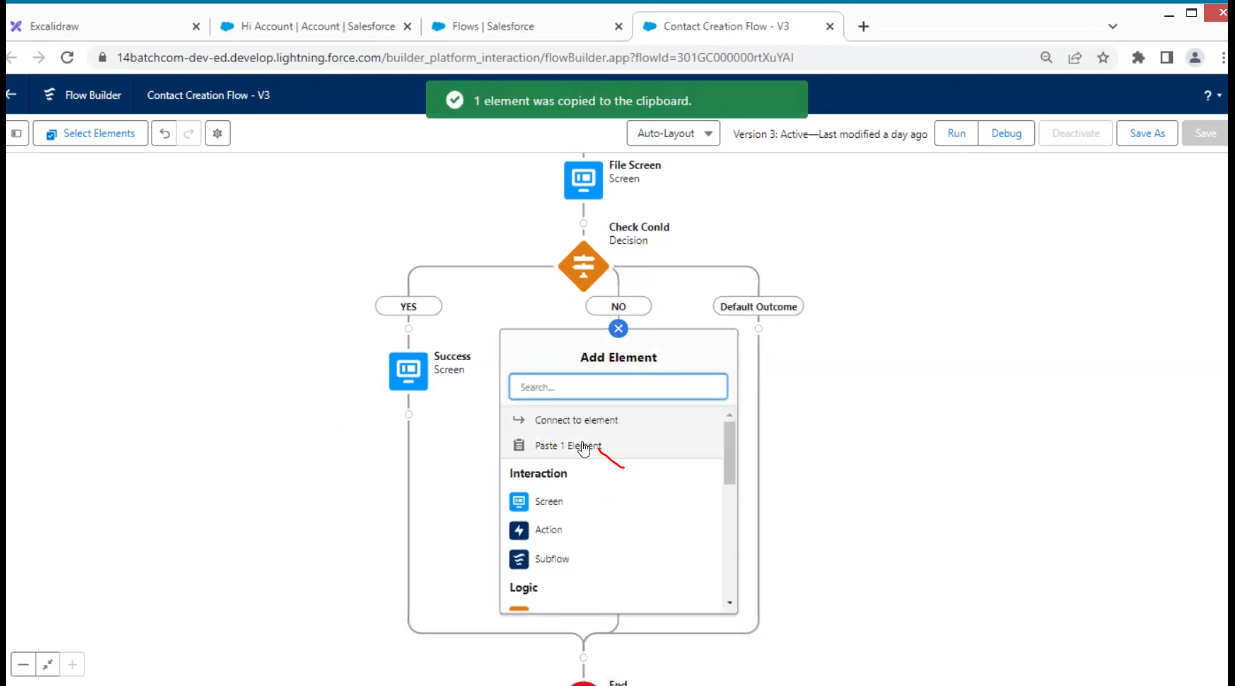 Excalidraw
Hi Account | Account | Salesforce
Flows | Salesforce
Contact Creation Flow - V3
14batchcom-dev-ed.develop.lightning.force.com/builder_platform_interaction/flowBuilder.app?flowId=301GC000000rtXuYAI
Flow Builder
Contact Creation Flow - V3
1 element was copied to the clipboard.
?
Select Elements
Auto-Layout
Version 3: Active—Last modified a day ago
Run
Debug
Deactivate
Save As
Save
File Screen
Screen
Check ConId
Decision
YES
NO
Default Outcome
Success
Screen
Add Element
Search...
Connect to element
Paste 1 Element
Interaction
Screen
Action
Subflow
Logic
End